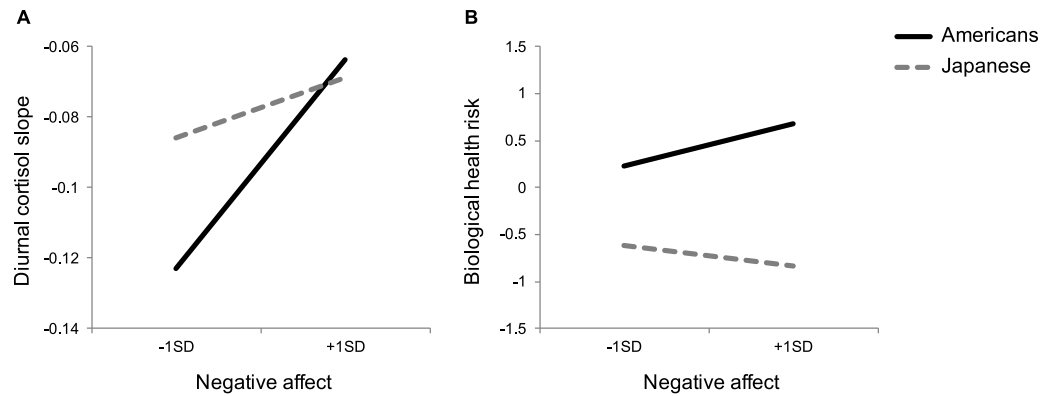 A
Diurnal cortisol slope
-0.06
-0.08
-0.1
-0.12
-0.14
-1SD +1SD
Negative affect
B
Biological health risk
1.5
1
0.5
0
-0.5
-1
-1.5
-1SD +1SD
Negative affect
Americans
Japanese